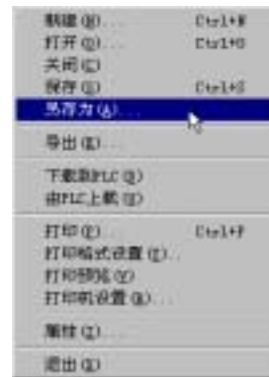 新建(N)... Ctrl+N
打开(O)... Ctrl+O
关闭(C)
保存(S) Ctrl+S
另存为(A)...
导出(E)...
下载到PLC(D)
由PLC上载(U)
打印(P)... Ctrl+P
打印格式设置(T)...
打印预览(V)
打印机设置(R)...
属性(I)...
退出(X)